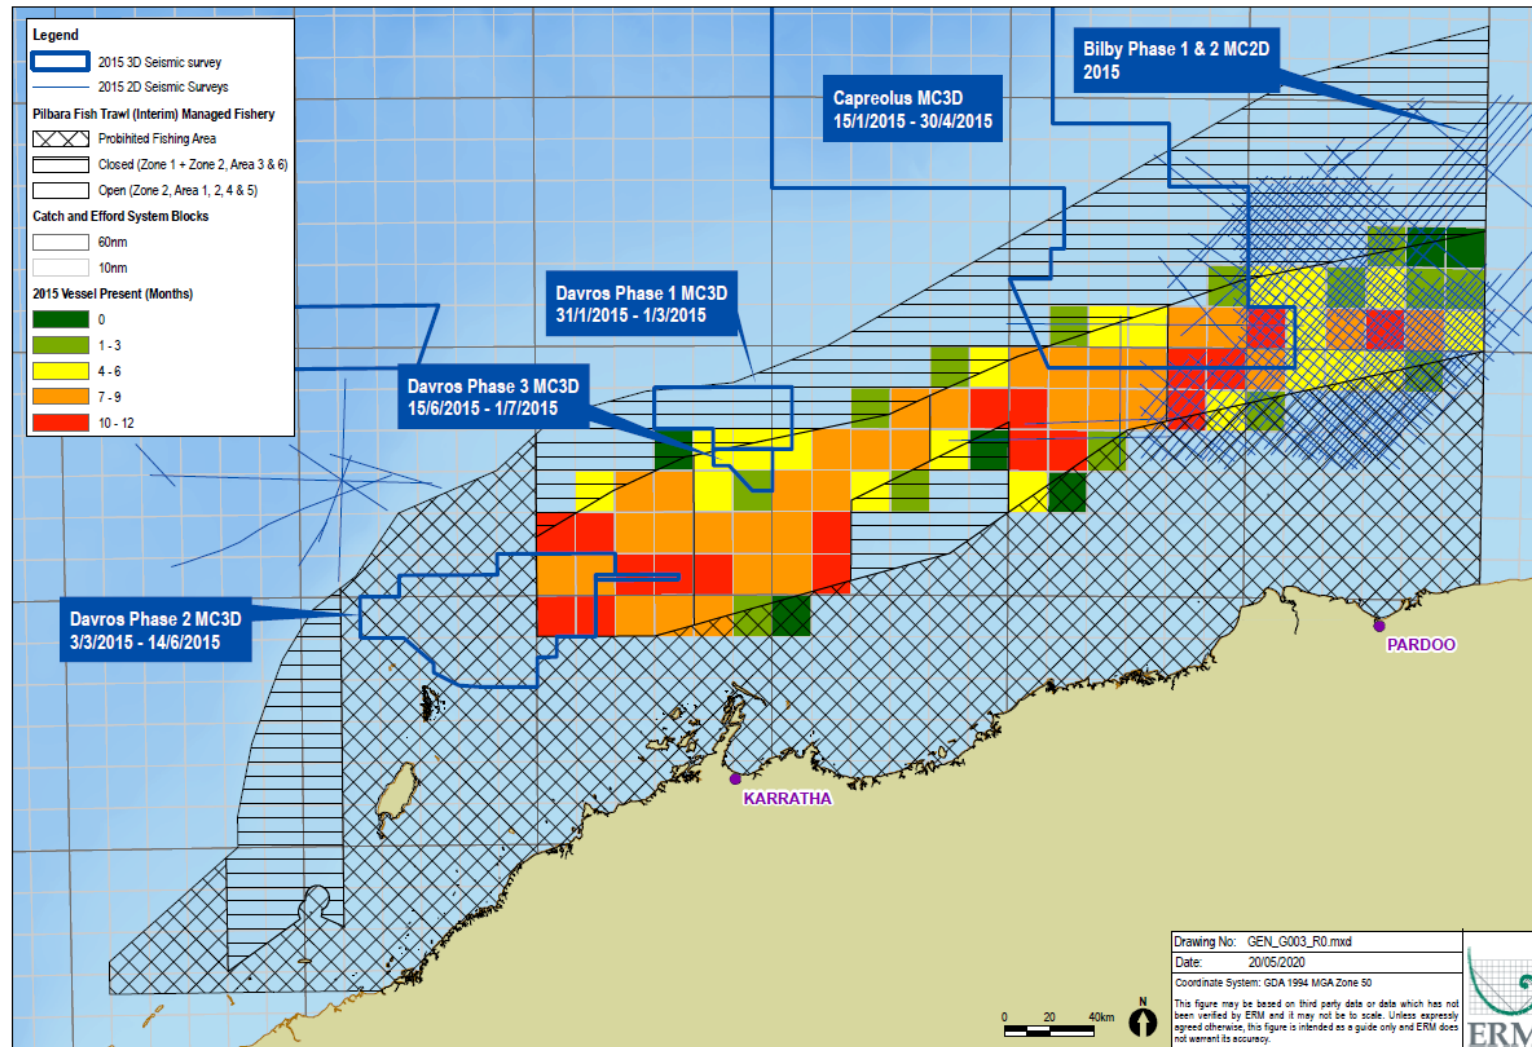 Legend
2015 3D Seismic survey
2015 2D Seismic Surveys
Pilbara Fish Trawl (Interim) Managed Fishery
Probihited Fishing Area
Closed (Zone 1 + Zone 2, Area 3 & 6)
Open (Zone 2, Area 1, 2, 4 & 5)
Catch and Efford System Blocks
60nm
10nm
2015 Vessel Present (Months)
0
1 - 3
4 - 6
7 - 9
10 - 12
Bilby Phase 1 & 2 MC2D
2015
Capreolus MC3D
15/1/2015 - 30/4/2015
Davros Phase 1 MC3D
31/1/2015 - 1/3/2015
Davros Phase 3 MC3D
15/6/2015 - 1/7/2015
Davros Phase 2 MC3D
3/3/2015 - 14/6/2015
PARDOO
KARRATHA
0 20 40km
N
Drawing No: GEN_G003_R0.mxd
Date: 20/05/2020
Coordinate System: GDA 1994 MGA Zone 50
This figure may be based on third party data or data which has not
been verified by ERM and it may not be to scale. Unless expressly
agreed otherwise, this figure is intended as a guide only and ERM does
not warrant its accuracy.
ERM